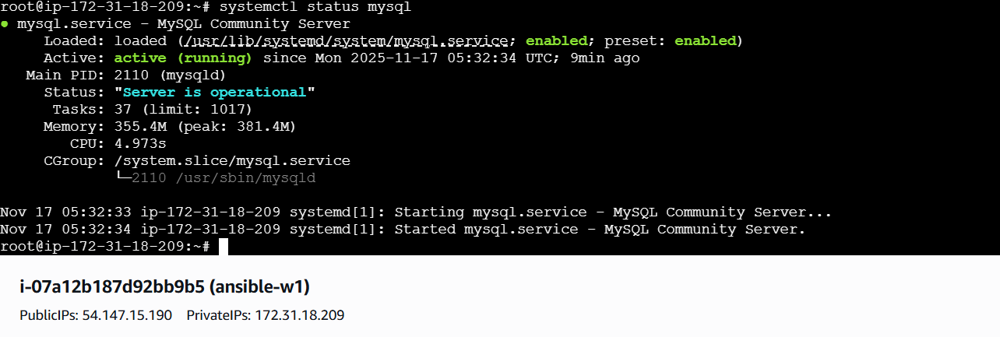 root@ip-172-31-18-209:~# systemctl status mysql
● mysql.service - MySQL Community Server
     Loaded: loaded (/usr/lib/systemd/system/mysql.service; enabled; preset: enabled)
     Active: active (running) since Mon 2025-11-17 05:32:34 UTC; 9min ago
   Main PID: 2110 (mysqld)
     Status: "Server is operational"
      Tasks: 37 (limit: 1017)
     Memory: 355.4M (peak: 381.4M)
        CPU: 4.973s
     CGroup: /system.slice/mysql.service
             └─2110 /usr/sbin/mysqld
Nov 17 05:32:33 ip-172-31-18-209 systemd[1]: Starting mysql.service - MySQL Community Server...
Nov 17 05:32:34 ip-172-31-18-209 systemd[1]: Started mysql.service - MySQL Community Server.
root@ip-172-31-18-209:~#
i-07a12b187d92bb9b5 (ansible-w1)
PublicIPs: 54.147.15.190 PrivateIPs: 172.31.18.209